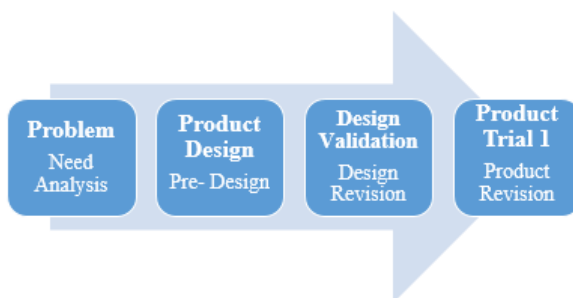 Problem
Need
Analysis
Product
Design
Pre- Design
Design
Validation
Design
Revision
Product
Trial 1
Product
Revision